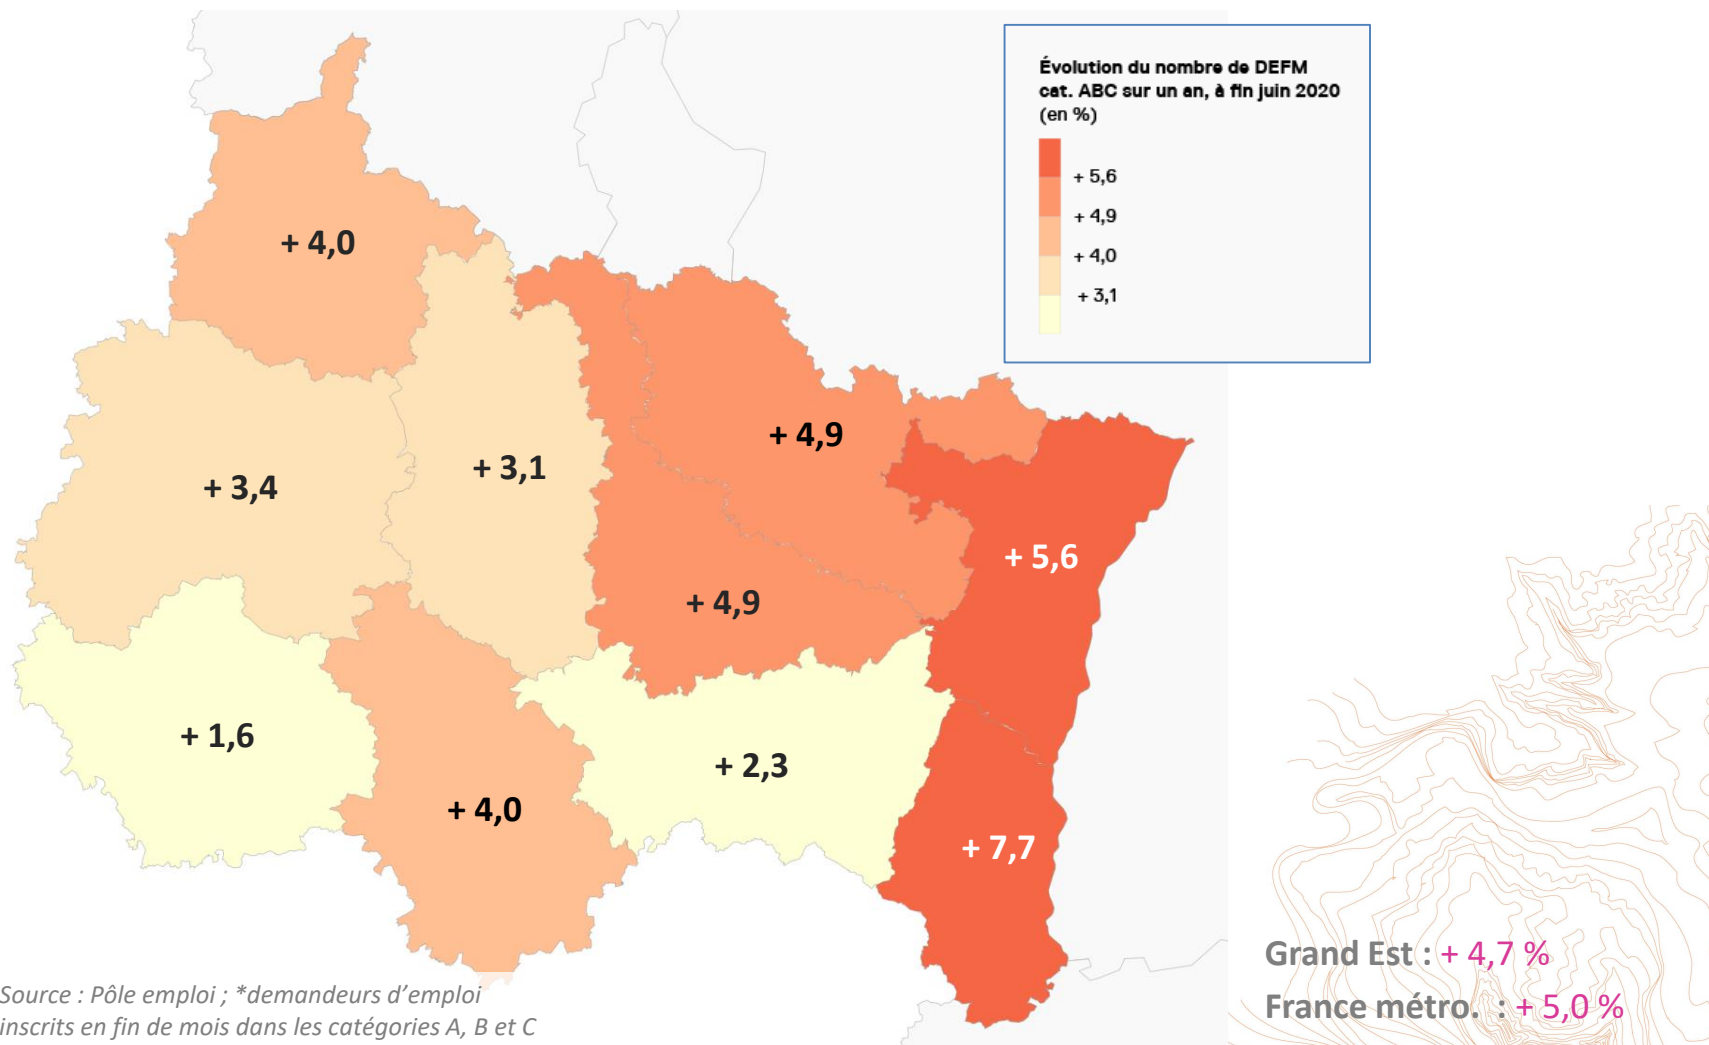 Évolution du nombre de DEFM
cat. ABC sur un an, à fin juin 2020
(en %)
+ 5,6
+ 4,9
+ 4,0
+ 3,1
+ 4,0
+ 4,9
+ 3,1
+ 3,4
+ 5,6
+ 4,9
+ 1,6
+ 2,3
+ 4,0
+ 7,7
Grand Est : + 4,7 %
France métro. : + 5,0 %
Source : Pôle emploi ; *demandeurs d’emploi
inscrits en fin de mois dans les catégories A, B et C